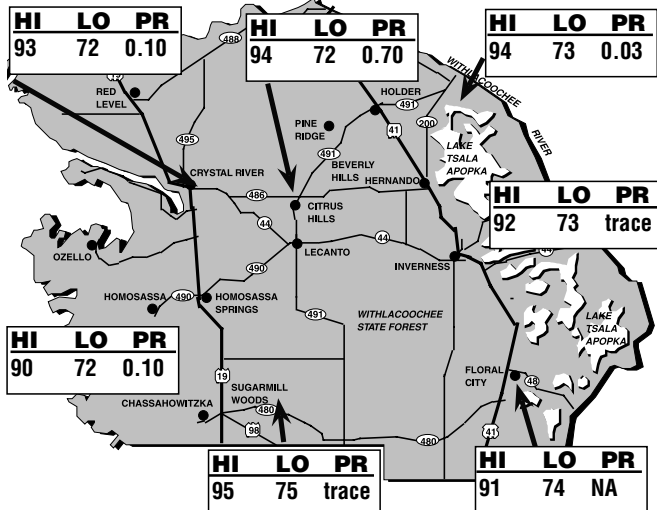 HI LO PR
93 72 0.10
HI LO PR
94 72 0.70
HI LO PR
94 73 0.03
19
488
WITHLACOOCHEE
RIVER
RED
LEVEL
HOLDER
491
PINE
RIDGE
41
200
495
491
BEVERLY
HILLS
LAKE
TSALA
APOPKA
CRYSTAL RIVER
HERNANDO
486
HI LO PR
92 73 trace
CITRUS
HILLS
44
44
44
OZELLO
LECANTO
INVERNESS
490
HOMOSASSA
490
HOMOSASSA
SPRINGS
491
WITHLACOOCHEE
STATE FOREST
LAKE
TSALA
APOPKA
HI LO PR
90 72 0.10
19
SUGARMILL
WOODS
FLORAL
CITY
48
CHASSAHOWITZKA
480
98
480
41
HI LO PR
95 75 trace
HI LO PR
91 74 NA